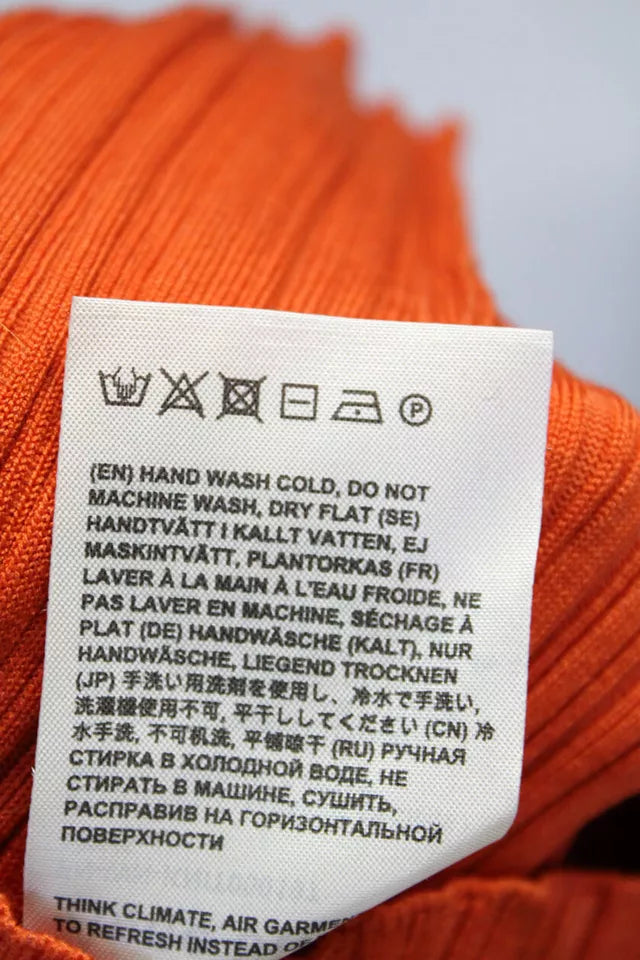 (EN) HAND WASH COLD, DO NOT
MACHINE WASH, DRY FLAT (SE)
HANDTVÄTT I KALLT VATTEN, EJ
MASKINTVÄTT, PLANTORKAS (FR)
LAVER À LA MAIN À L'EAU FROIDE, NE
PAS LAVER EN MACHINE, SÉCHAGE À
PLAT (DE) HANDWÄSCHE (KALT), NUR
HANDWÄSCHE, LIEGEND TROCKNEN
(JP) 手洗い用洗剤を使用し、冷水で手洗い,
洗濯機使用不可, 平干ししてください (CN) 冷
水手洗, 不可机洗, 平铺晾干 (RU) РУЧНАЯ
СТИРКА В ХОЛОДНОЙ ВОДЕ, НЕ
СТИРАТЬ В МАШИНЕ, СУШИТЬ,
РАСПРАВИВ НА ГОРИЗОНТАЛЬНОЙ
ПОВЕРХНОСТИ
THINK CLIMATE, AIR
TO REFRESH INSTEAD